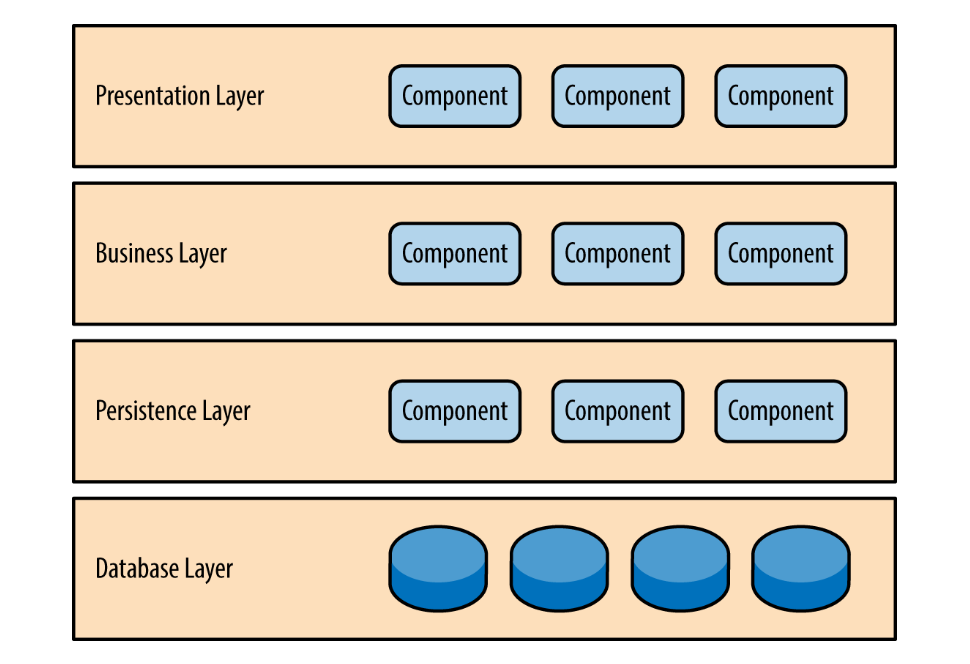 Presentation Layer
Component
Component
Component
Business Layer
Component
Component
Component
Persistence Layer
Component
Component
Component
Database Layer